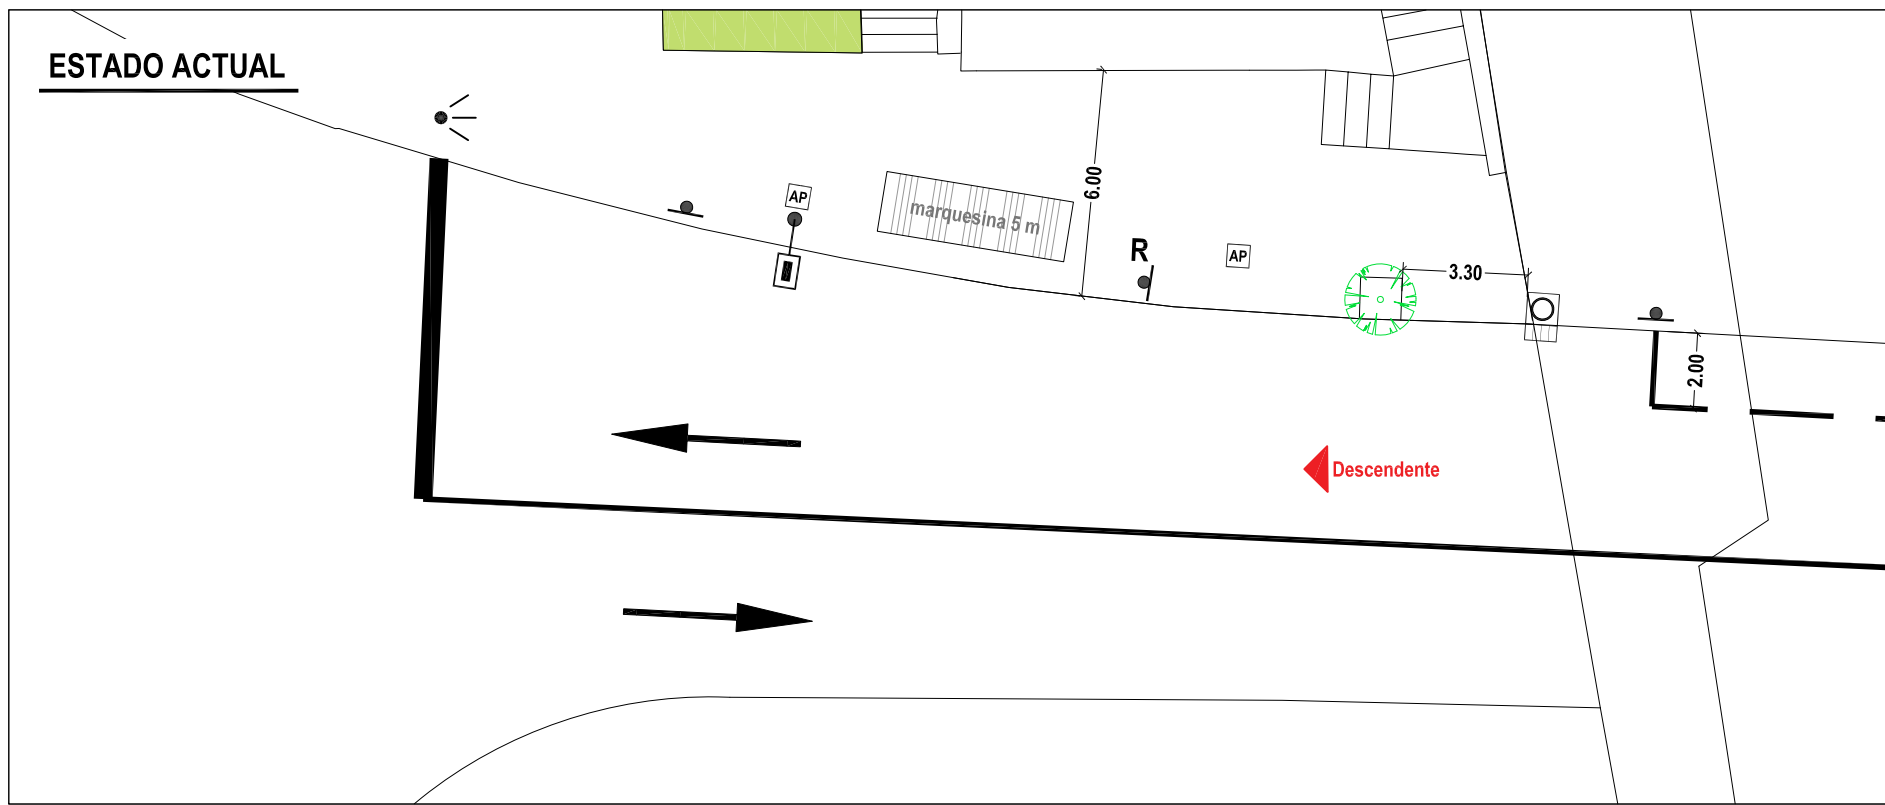 ESTADO ACTUAL
AP
marquesina 5 m
6.00
R
AP
3.30
2.00
Descendente